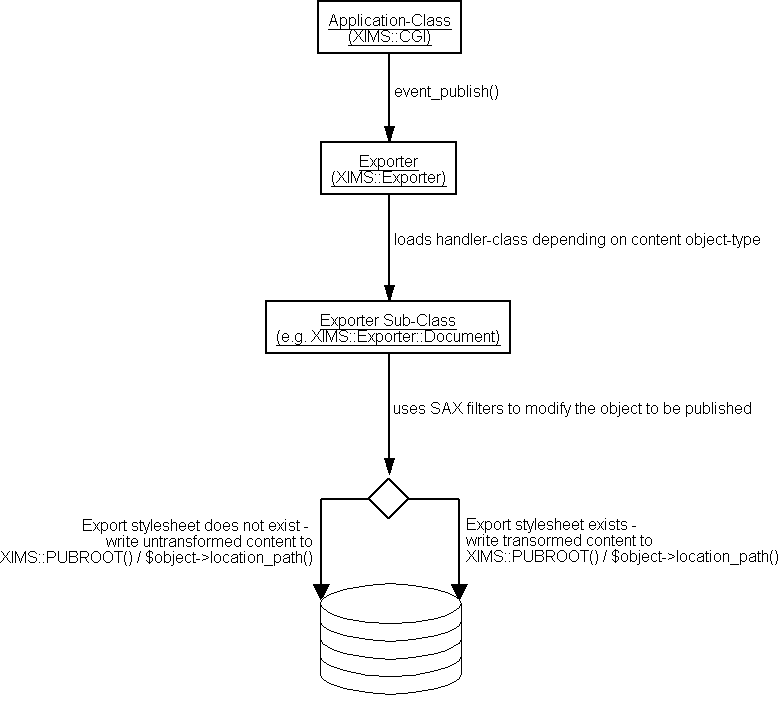 Application-Class
(XIMS::CGI)
event_publish()
Exporter
(XIMS::Exporter)
loads handler-class depending on content object-type
Exporter Sub-Class
(e.g. XIMS::Exporter::Document)
uses SAX filters to modify the object to be published
Export stylesheet does not exist -
write untransformed content to
XIMS::PUBROOT() / $object->location_path()
Export stylesheet exists -
write transormed content to
XIMS::PUBROOT() / $object->location_path()